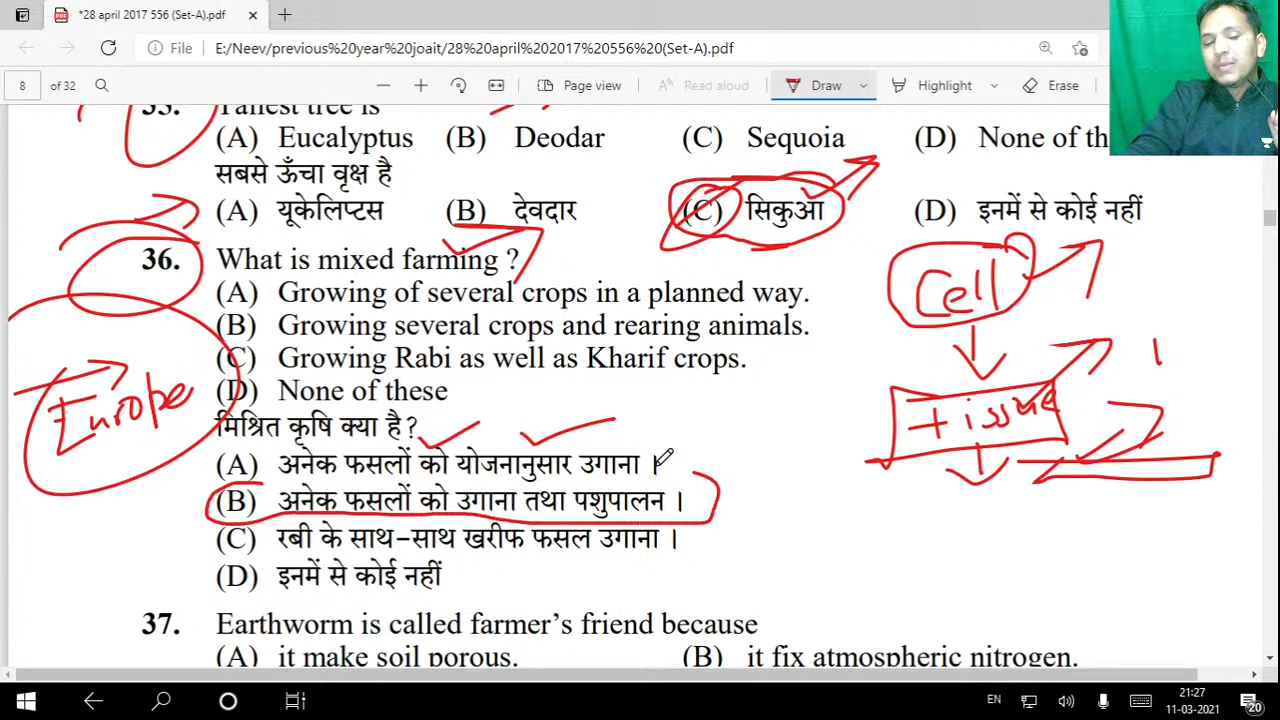 *28 april 2017 556 (Set-A).pdf
File E:/Neev/previous%20year%20joait/28%20april%202017%20556%20(Set-A).pdf
8 of 32 Page view Read aloud Draw Highlight Erase
35. Tallest tree is
(A) Eucalyptus (B) Deodar (C) Sequoia (D) None of th
सबसे ऊँचा वृक्ष है
(A) यूकेलिप्टस (B) देवदार (C) सिकुआ (D) इनमें से कोई नहीं
36. What is mixed farming ?
(A) Growing of several crops in a planned way.
Cell
(B) Growing several crops and rearing animals.
(C) Growing Rabi as well as Kharif crops.
(D) None of these
Europe
tissue
मिश्रित कृषि क्या है?
(A) अनेक फसलों को योजनानुसार उगाना
(B) अनेक फसलों को उगाना तथा पशुपालन ।
(C) रबी के साथ-साथ खरीफ फसल उगाना ।
(D) इनमें से कोई नहीं
37. Earthworm is called farmer's friend because
(A) it make soil porous. (B) it fix atmospheric nitrogen.
EN 21:27
11-03-2021 20